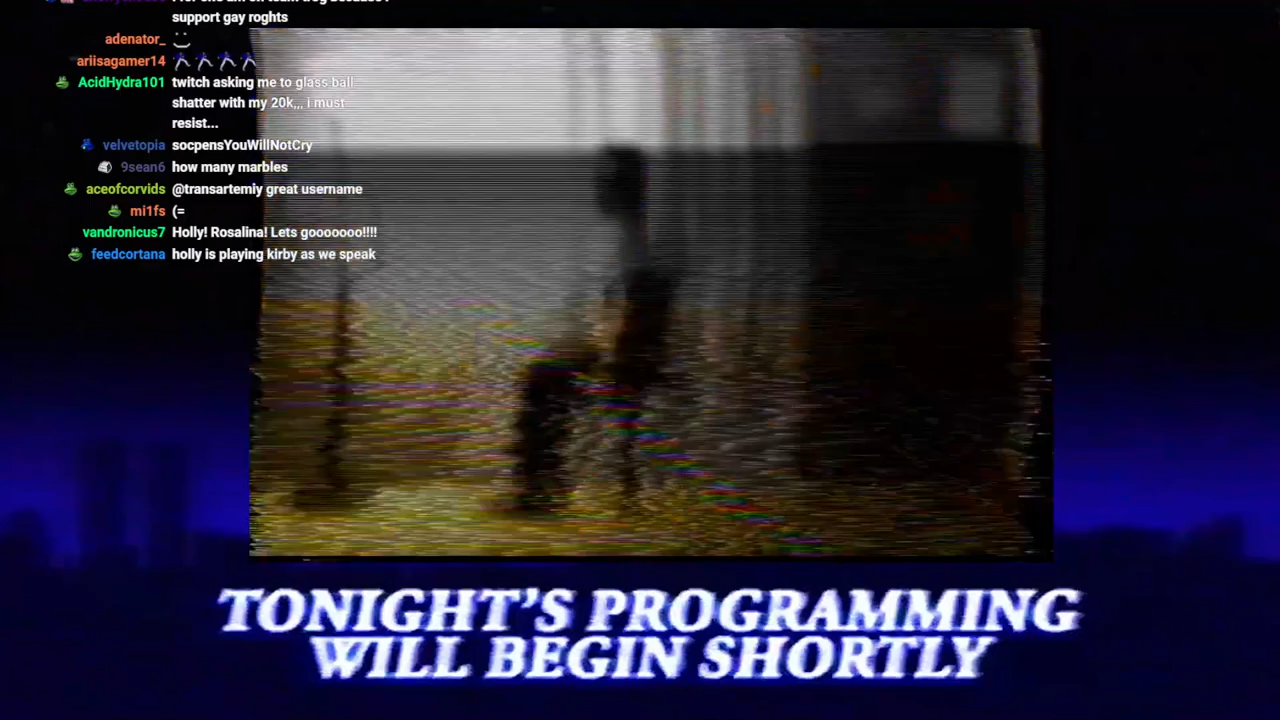 support gay roghts
adenator_
ariisagamer14
AcidHydra101 twitch asking me to glass ball
shatter with my 20k,,, i must
resist...
velvetopia socpensYouWillNotCry
9sean6 how many marbles
aceofcorvids @transartemiy great username
mi1fs (=
vandronicus7 Holly! Rosalina! Lets gooooooo!!!!
feedcortana holly is playing kirby as we speak
TONIGHT'S PROGRAMMING
WILL BEGIN SHORTLY